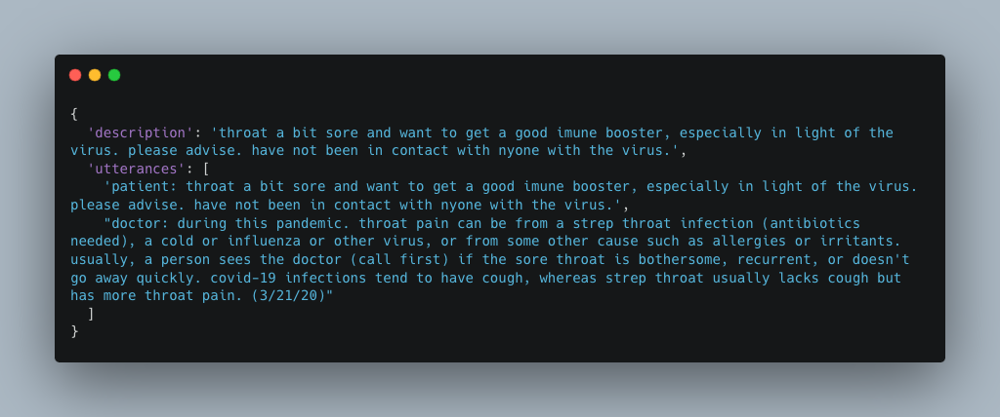 {
  'description': 'throat a bit sore and want to get a good imune booster, especially in light of the
virus. please advise. have not been in contact with nyone with the virus.',
  'utterances': [
    'patient: throat a bit sore and want to get a good imune booster, especially in light of the virus.
please advise. have not been in contact with nyone with the virus.',
    "doctor: during this pandemic. throat pain can be from a strep throat infection (antibiotics
needed), a cold or influenza or other virus, or from some other cause such as allergies or irritants.
usually, a person sees the doctor (call first) if the sore throat is bothersome, recurrent, or doesn't
go away quickly. covid-19 infections tend to have cough, whereas strep throat usually lacks cough but
has more throat pain. (3/21/20)"
  ]
}